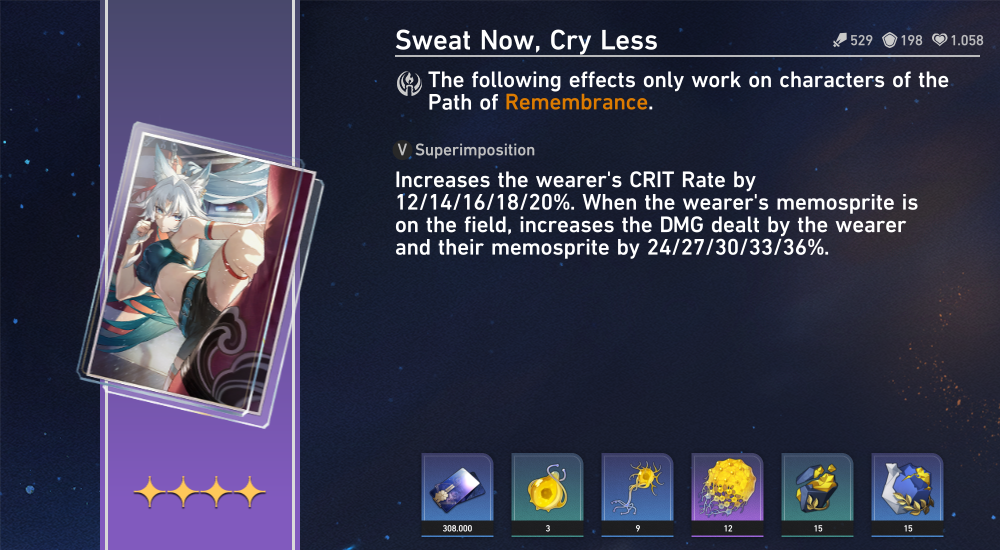 Sweat Now, Cry Less
529 198 1.058
The following effects only work on characters of the
Path of Remembrance.
V Superimposition
Increases the wearer's CRIT Rate by
12/14/16/18/20%. When the wearer's memosprite is
on the field, increases the DMG dealt by the wearer
and their memosprite by 24/27/30/33/36%.
308.000 3 9 12 15 15